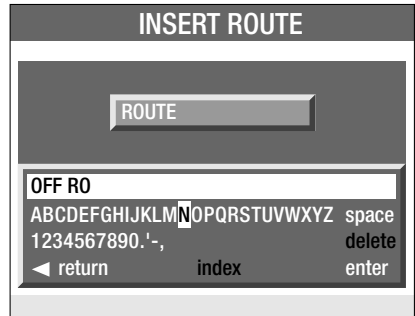 INSERT ROUTE
ROUTE
OFF RO
ABCDEFGHIJKLMNOPQRSTUVWXYZ space
1234567890.'-, delete
◄ return index enter